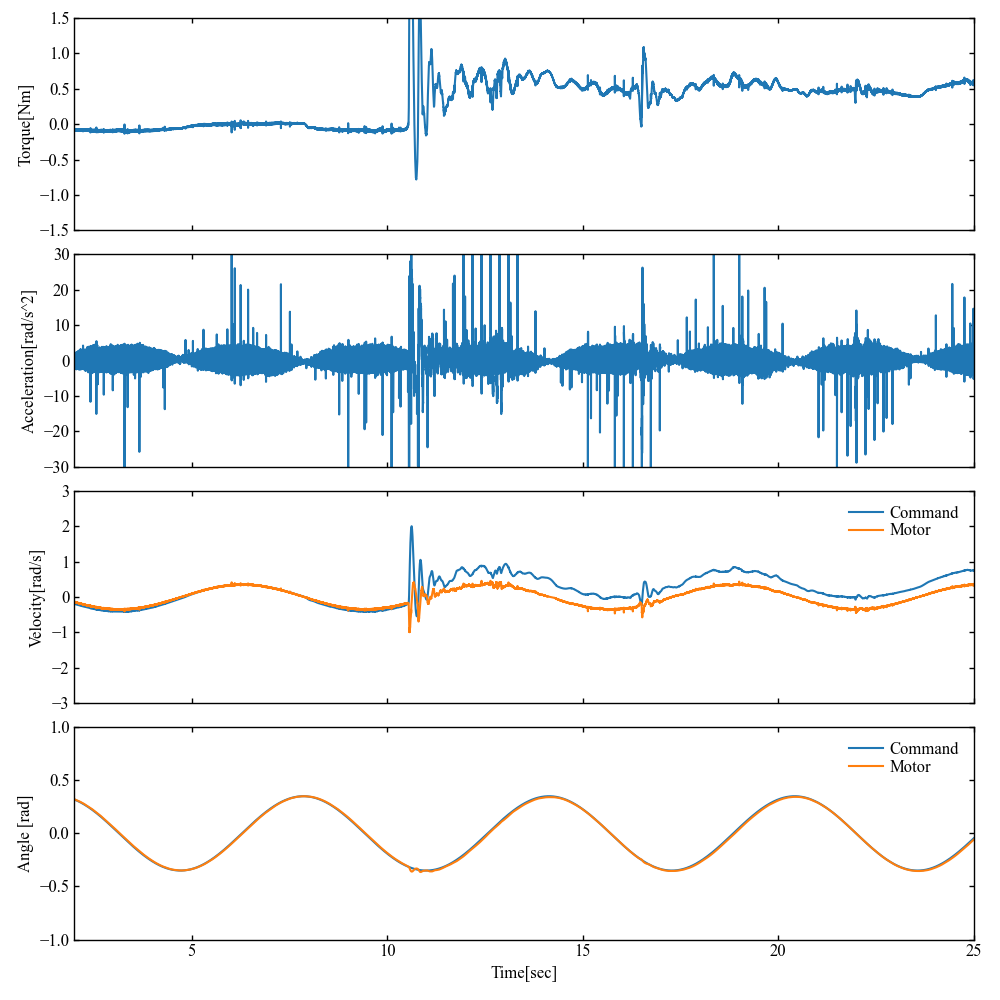 1.5
1.0
0.5
0.0
−0.5
−1.0
−1.5
Torque[Nm]
30
20
10
0
−10
−20
−30
Acceleration[rad/s^2]
3
2
1
0
−1
−2
−3
Velocity[rad/s]
Command
Motor
1.0
0.5
0.0
−0.5
−1.0
Angle [rad]
Command
Motor
5 10 15 20 25
Time[sec]